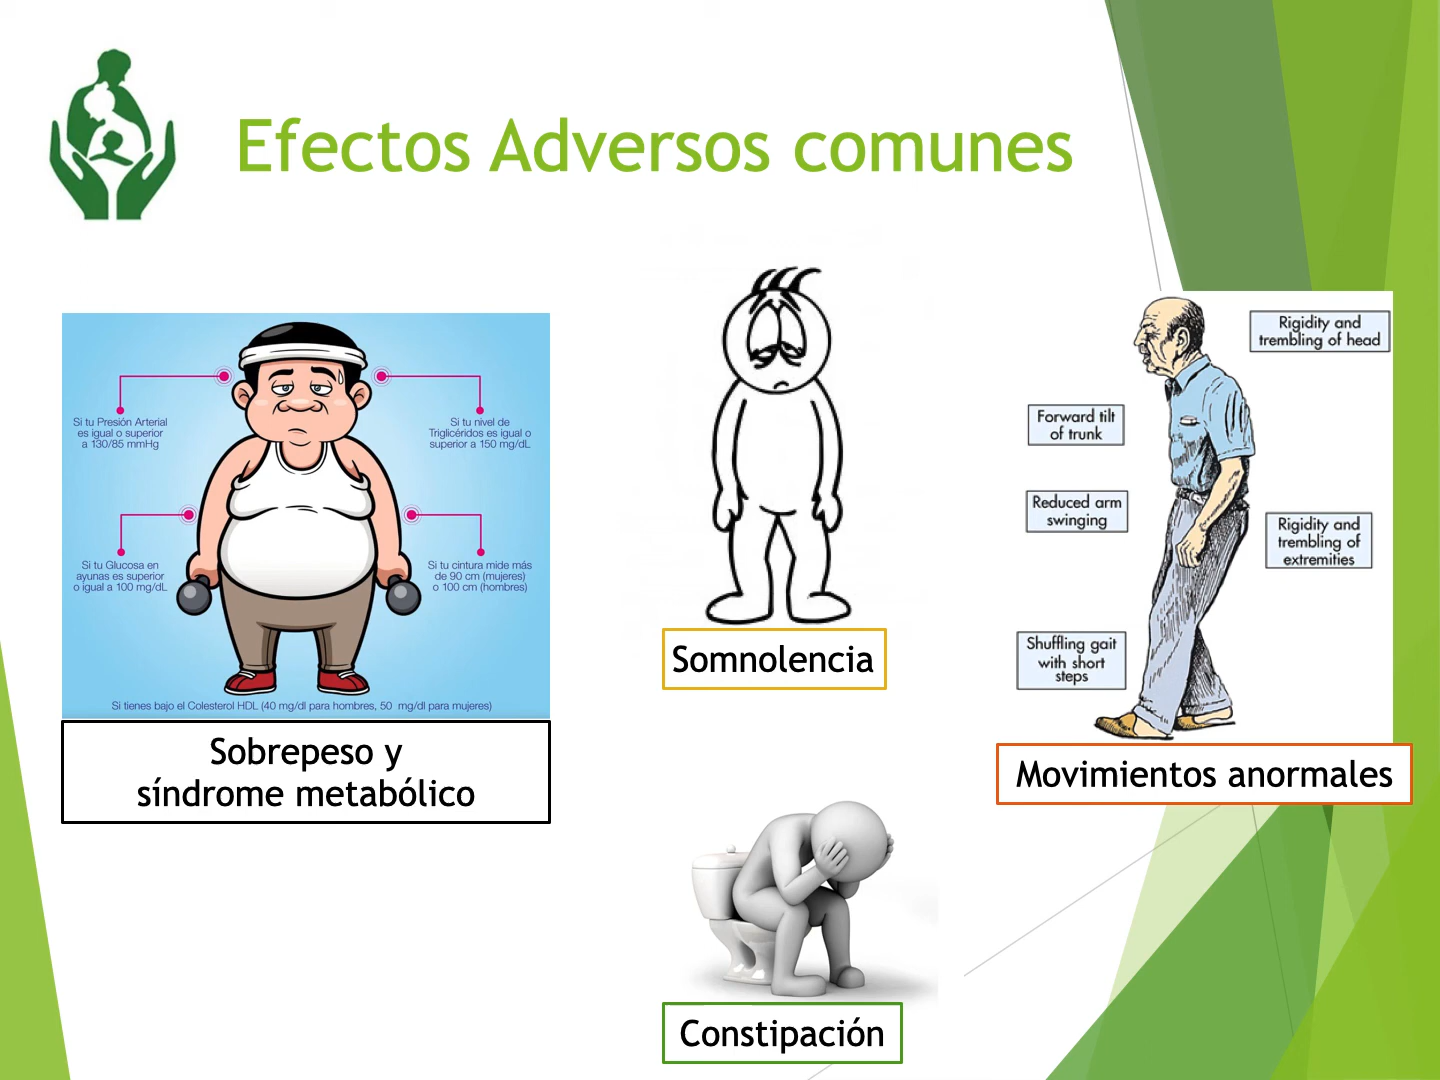 Efectos Adversos comunes
Si tu Presión Arterial
es igual o superior
a 130/85 mmHg
Si tu nivel de
Triglicéridos es igual o
superior a 150 mg/dL
Si tu Glucosa en
ayunas es superior
o igual a 100 mg/dL
Si tu cintura mide más
de 90 cm (mujeres)
o 100 cm (hombres)
Si tienes bajo el Colesterol HDL (40 mg/dl para hombres, 50 mg/dl para mujeres)
Sobrepeso y
síndrome metabólico
Somnolencia
Constipación
Rigidity and
trembling of head
Forward tilt
of trunk
Reduced arm
swinging
Rigidity and
trembling of
extremities
Shuffling gait
with short
steps
Movimientos anormales